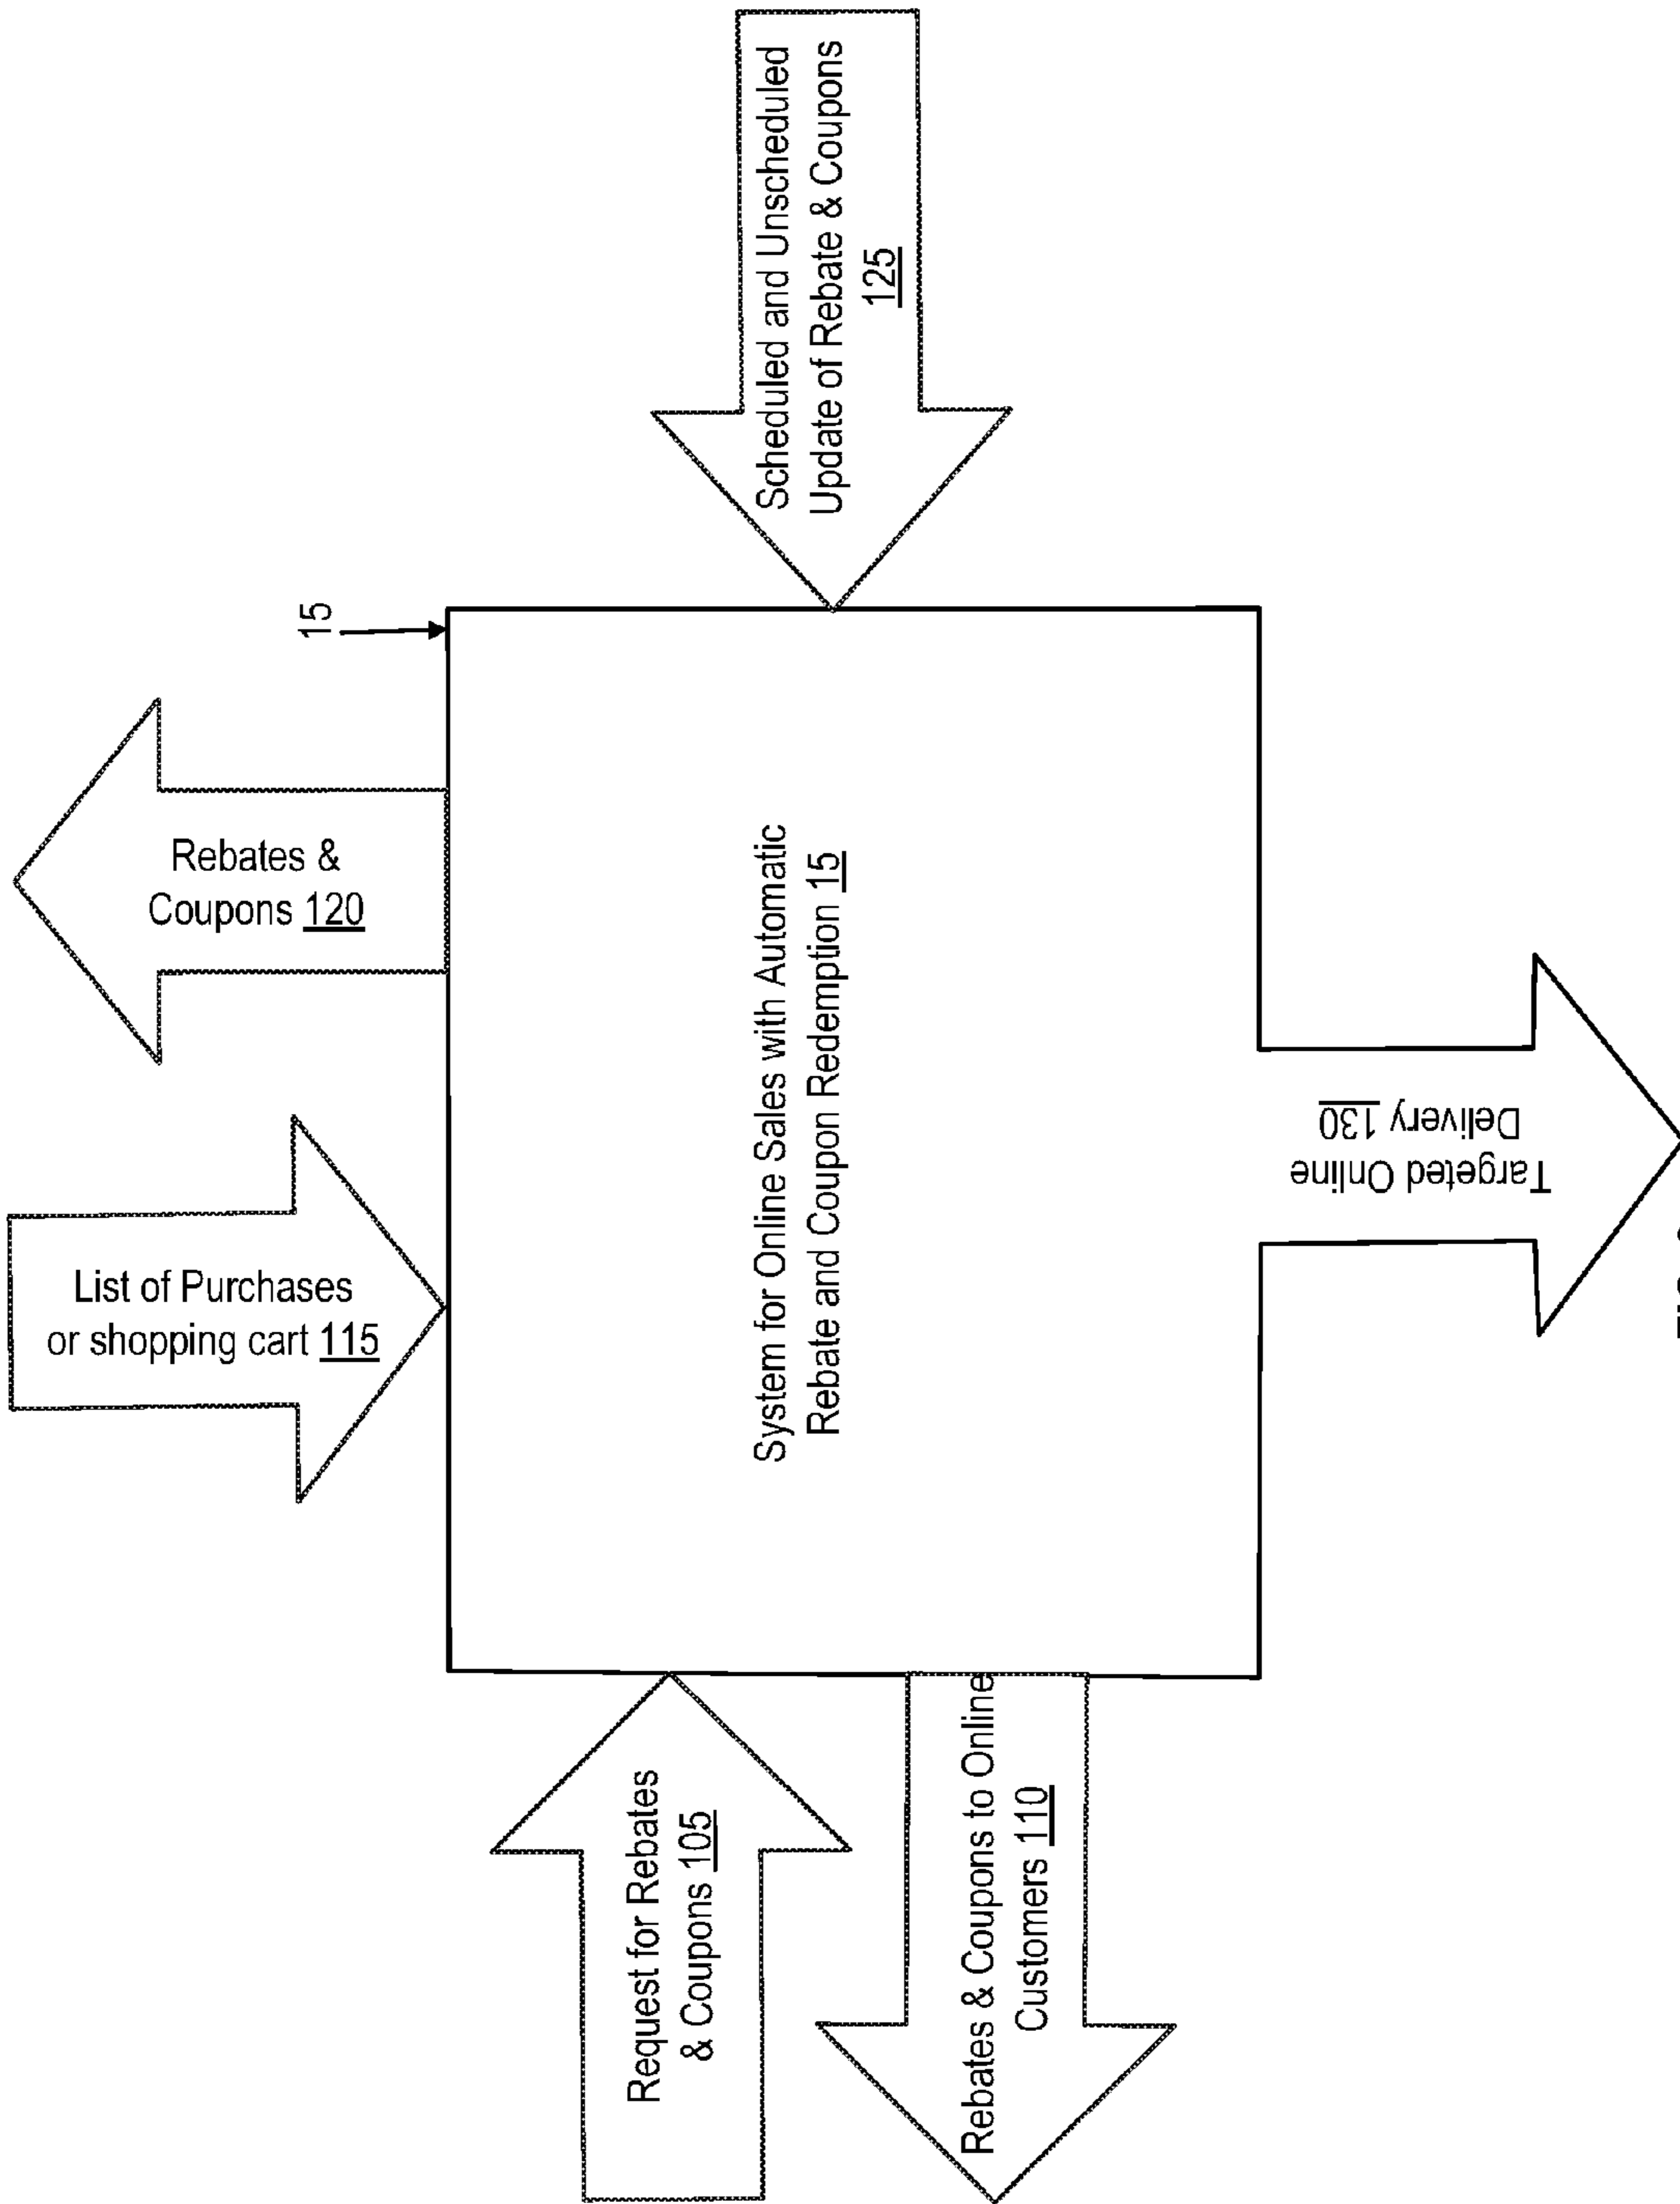 15
Rebates &
Coupons 120
List of Purchases
or shopping cart 115
Scheduled and Unscheduled
Update of Rebate & Coupons
125
System for Online Sales with Automatic
Rebate and Coupon Redemption 15
Request for Rebates
& Coupons 105
Rebates & Coupons to Online
Customers 110
Targeted Online
Delivery 130